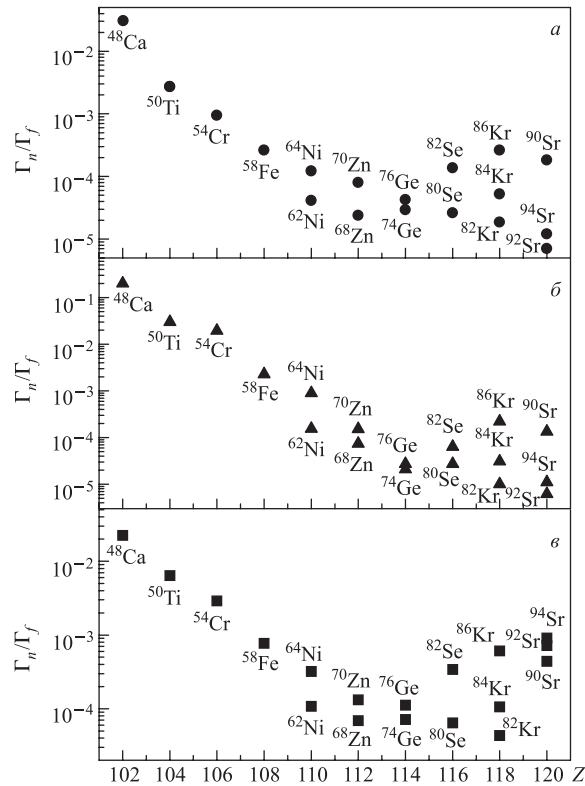 a
⁴⁸Ca
10⁻²
⁵⁰Ti
⁵⁴Cr
⁸⁶Kr
⁹⁰Sr
10⁻³
⁵⁸Fe
⁶⁴Ni
⁷⁰Zn
⁸²Se
⁸⁴Kr
Γₙ/Γ_f
⁷⁶Ge
⁸⁰Se
10⁻⁴
⁶²Ni
⁶⁸Zn
⁷⁴Ge
⁸²Kr
⁹⁴Sr
⁹²Sr
10⁻⁵
б
10⁻¹
⁴⁸Ca
⁵⁰Ti
⁵⁴Cr
10⁻²
⁵⁸Fe
⁶⁴Ni
⁸⁶Kr
⁹⁰Sr
Γₙ/Γ_f
10⁻³
⁷⁰Zn
⁸²Se
⁸⁴Kr
⁶²Ni
⁷⁶Ge
10⁻⁴
⁶⁸Zn
⁸⁰Se
⁹⁴Sr
⁷⁴Ge
⁸²Kr
⁹²Sr
10⁻⁵
в
⁴⁸Ca
10⁻²
⁵⁰Ti
⁵⁴Cr
⁹⁴Sr
⁵⁸Fe
⁶⁴Ni
⁸²Se
⁸⁶Kr
⁹²Sr
Γₙ/Γ_f
10⁻³
⁷⁰Zn
⁷⁶Ge
⁸⁴Kr
⁹⁰Sr
⁶²Ni
⁶⁸Zn
⁷⁴Ge
⁸⁰Se
⁸²Kr
10⁻⁴
102 104 106 108 110 112 114 116 118 120 Z